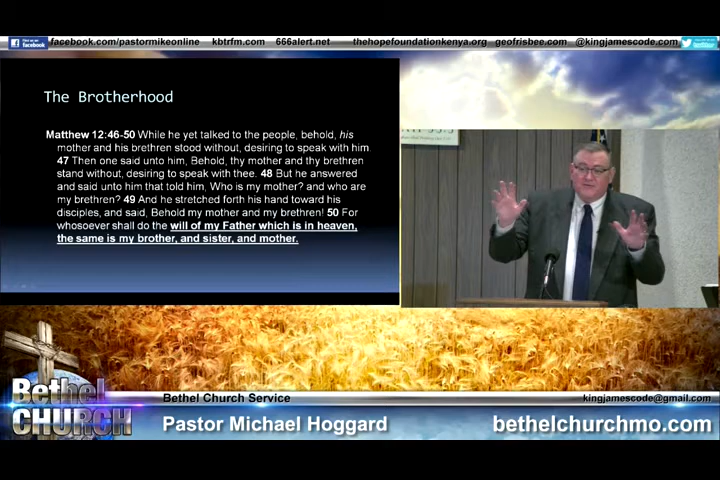 facebook.com/pastormikeonline kbtrfm.com 666alert.net thehopefoundationkenya.org geofrisbee.com @kingjamescode.com
The Brotherhood
Matthew 12:46-50 While he yet talked to the people, behold, his
mother and his brethren stood without, desiring to speak with him.
47 Then one said unto him, Behold, thy mother and thy brethren
stand without, desiring to speak with thee. 48 But he answered
and said unto him that told him, Who is my mother? and who are
my brethren? 49 And he stretched forth his hand toward his
disciples, and said, Behold my mother and my brethren! 50 For
whosoever shall do the will of my Father which is in heaven,
the same is my brother, and sister, and mother.
Bethel
CHURCH
Bethel Church Service
kingjamescode@gmail.com
Pastor Michael Hoggard
bethelchurchmo.com